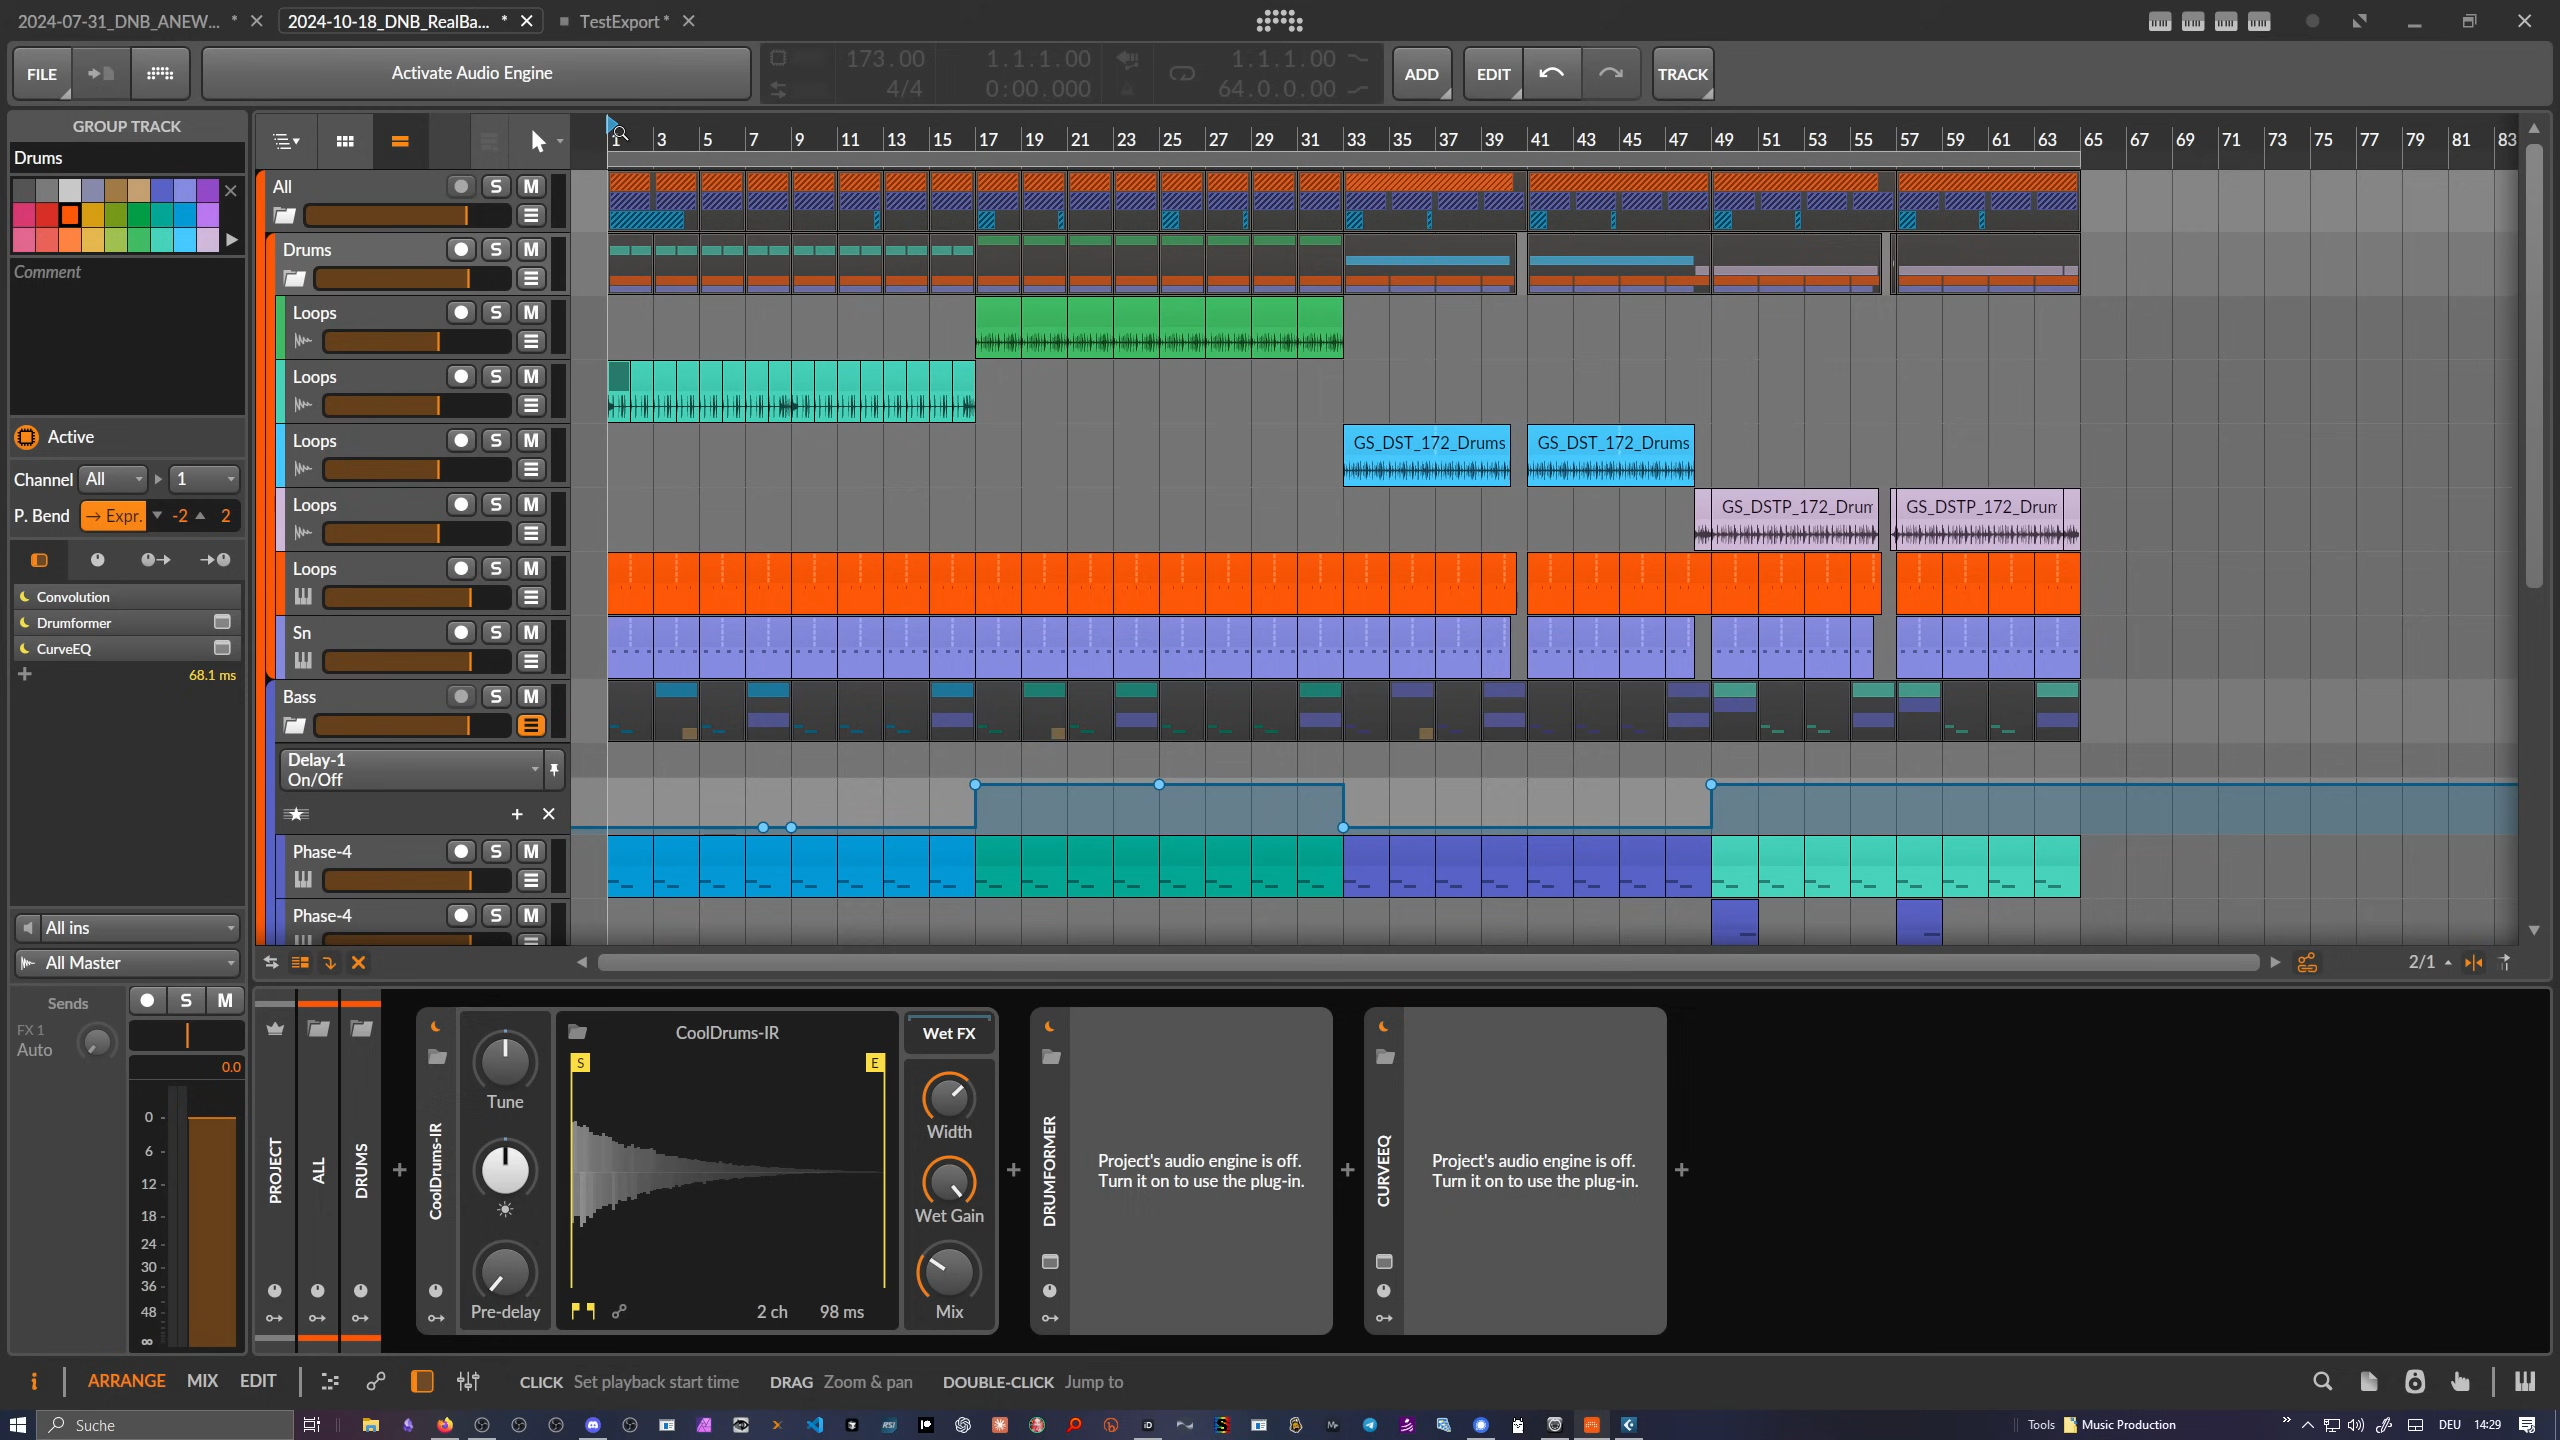 2024-07-31_DNB_ANEW... *
2024-10-18_DNB_RealBa... *
TestExport *
FILE
Activate Audio Engine
173.00
4/4
1.1.1.00
0:00.000
1.1.1.00
64.0.0.00
ADD
EDIT
TRACK
GROUP TRACK
Drums
Comment
Active
Channel All 1
P. Bend → Expr. -2 2
Convolution
Drumformer
CurveEQ
68.1 ms
All ins
All Master
Sends
S M
FX 1
Auto
0.0
0
6
12
18
24
30
36
48
∞
1 3 5 7 9 11 13 15 17 19 21 23 25 27 29 31 33 35 37 39 41 43 45 47 49 51 53 55 57 59 61 63 65 67 69 71 73 75 77 79 81 83
All S M
Drums S M
Loops S M
Loops S M
Loops S M
GS_DST_172_Drums
GS_DST_172_Drums
Loops S M
GS_DSTP_172_Drum
GS_DSTP_172_Drum
Loops S M
Sn S M
Bass S M
Delay-1
On/Off
Phase-4 S M
Phase-4 S M
2/1
PROJECT
ALL
DRUMS
CoolDrums-IR
Tune
Pre-delay
CoolDrums-IR
S
E
2 ch 98 ms
Wet FX
Width
Wet Gain
Mix
DRUMFORMER
Project's audio engine is off.
Turn it on to use the plug-in.
CURVEEQ
Project's audio engine is off.
Turn it on to use the plug-in.
ARRANGE MIX EDIT
CLICK Set playback start time DRAG Zoom & pan DOUBLE-CLICK Jump to
Suche
Tools Music Production
DEU 14:29